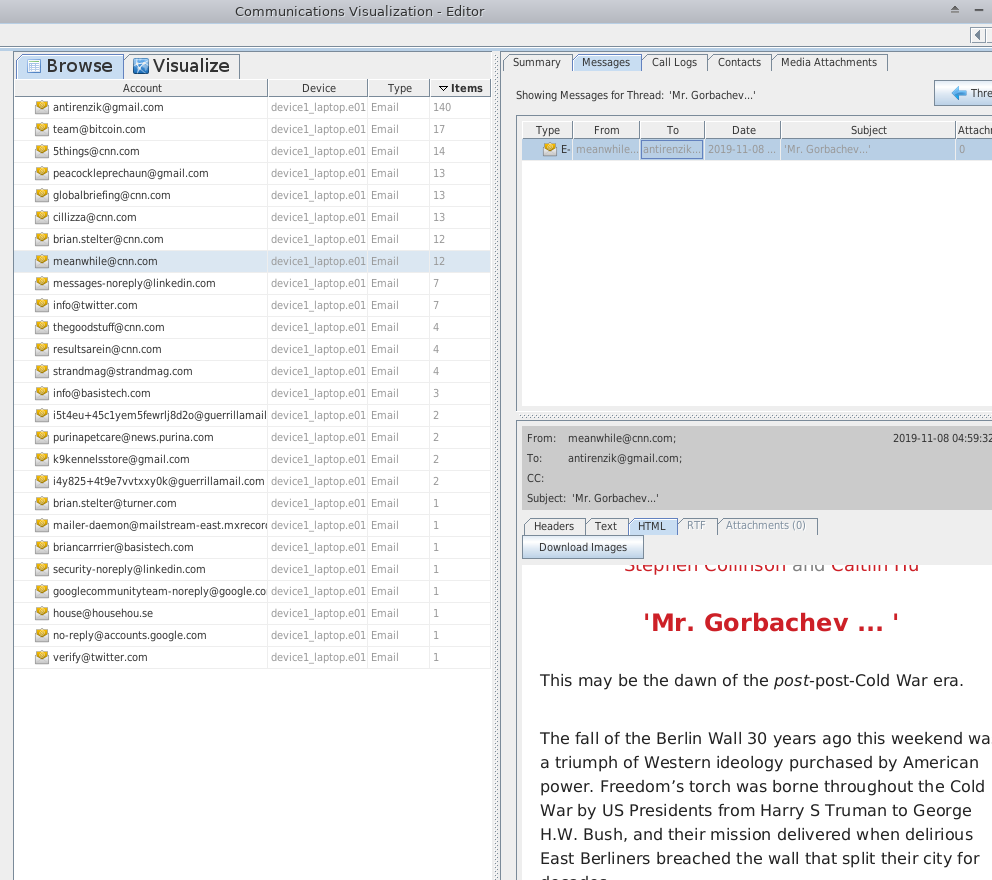 Communications Visualization - Editor
Browse Visualize
Account Device Type Items
antirenzik@gmail.com device1_laptop.e01 Email 140
team@bitcoin.com device1_laptop.e01 Email 17
5things@cnn.com device1_laptop.e01 Email 14
peacockleprechaun@gmail.com device1_laptop.e01 Email 13
globalbriefing@cnn.com device1_laptop.e01 Email 13
cillizza@cnn.com device1_laptop.e01 Email 13
brian.stelter@cnn.com device1_laptop.e01 Email 12
meanwhile@cnn.com device1_laptop.e01 Email 12
messages-noreply@linkedin.com device1_laptop.e01 Email 7
info@twitter.com device1_laptop.e01 Email 7
thegoodstuff@cnn.com device1_laptop.e01 Email 4
resultsarein@cnn.com device1_laptop.e01 Email 4
strandmag@strandmag.com device1_laptop.e01 Email 4
info@basistech.com device1_laptop.e01 Email 3
i5t4eu+45c1yem5fewrlj8d2o@guerrillamail device1_laptop.e01 Email 2
purinapetcare@news.purina.com device1_laptop.e01 Email 2
k9kennelsstore@gmail.com device1_laptop.e01 Email 2
i4y825+4t9e7vvtxxy0k@guerrillamail.com device1_laptop.e01 Email 2
brian.stelter@turner.com device1_laptop.e01 Email 1
mailer-daemon@mailstream-east.mxrecor device1_laptop.e01 Email 1
briancarrrier@basistech.com device1_laptop.e01 Email 1
security-noreply@linkedin.com device1_laptop.e01 Email 1
googlecommunityteam-noreply@google.co device1_laptop.e01 Email 1
house@househou.se device1_laptop.e01 Email 1
no-reply@accounts.google.com device1_laptop.e01 Email 1
verify@twitter.com device1_laptop.e01 Email 1
Summary Messages Call Logs Contacts Media Attachments
Showing Messages for Thread: 'Mr. Gorbachev...'
Thre
Type From To Date Subject Attachm
E- meanwhile... antirenzik... 2019-11-08 ... 'Mr. Gorbachev...' 0
From: meanwhile@cnn.com; 2019-11-08 04:59:32
To: antirenzik@gmail.com;
CC:
Subject: 'Mr. Gorbachev...'
Headers Text HTML RTF Attachments (0)
Download Images
Stephen Collinson and Caitlin Hu
'Mr. Gorbachev ... '
This may be the dawn of the post-post-Cold War era.
The fall of the Berlin Wall 30 years ago this weekend wa
a triumph of Western ideology purchased by American
power. Freedom’s torch was borne throughout the Cold
War by US Presidents from Harry S Truman to George
H.W. Bush, and their mission delivered when delirious
East Berliners breached the wall that split their city for
decades